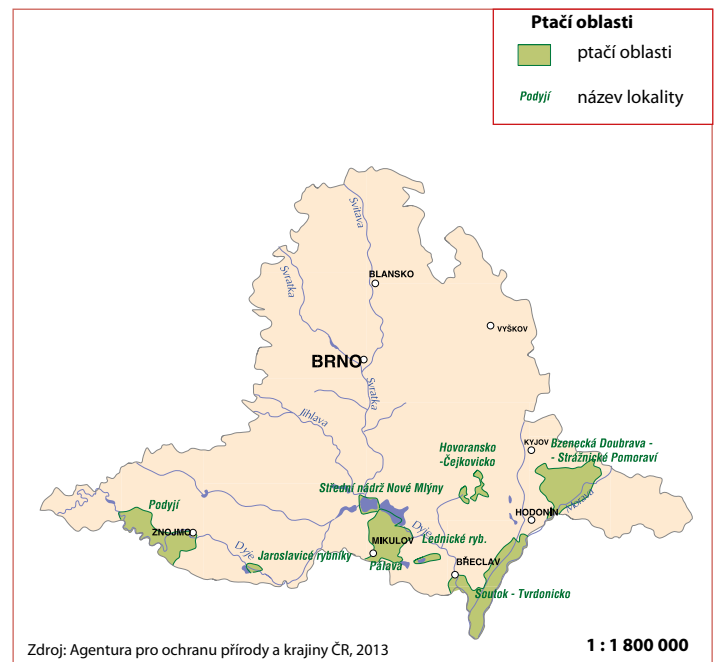 Ptačí oblasti
ptačí oblasti
Podyjí
název lokality
Svitava
Svratka
BLANSKO
VYŠKOV
BRNO
Svratka
Jihlava
KYJOV
Hovoransko
-Čejkovicko
Bzenecká Doubrava -
- Strážnické Pomoraví
Střední nádrž Nové Mlýny
Podyjí
Morava
HODONÍN
ZNOJMO
Dyje
Dyje
MIKULOV
Lednické ryb.
Jaroslavické rybníky
Pálava
BŘECLAV
Soutok - Tvrdonicko
Zdroj: Agentura pro ochranu přírody a krajiny ČR, 2013
1 : 1 800 000